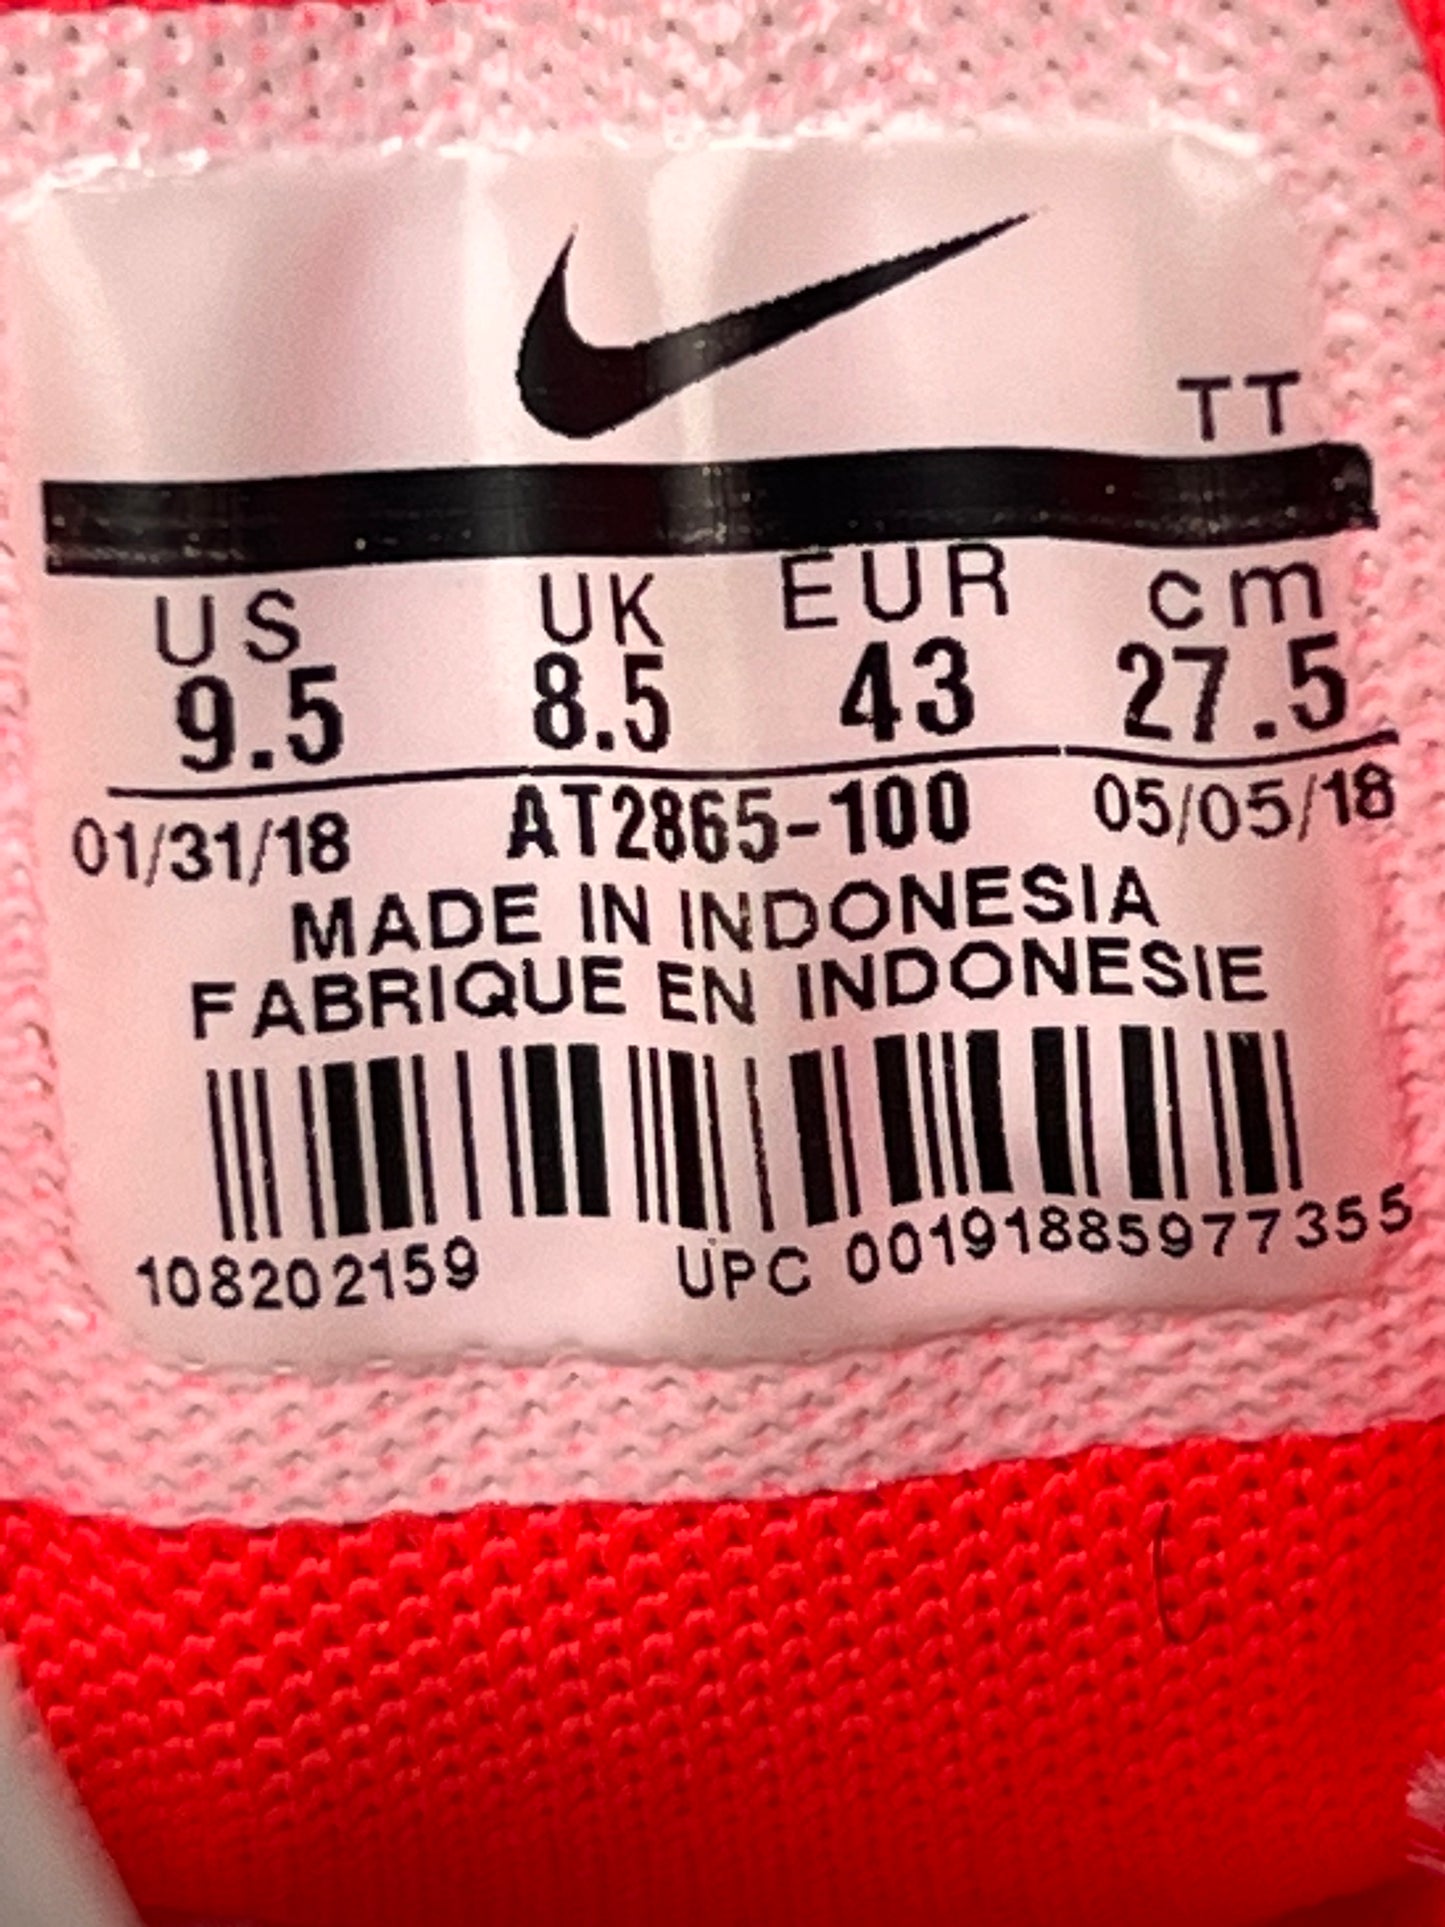 TT
US UK EUR cm
9.5 8.5 43 27.5
01/31/18 AT2865-100 05/05/18
MADE IN INDONESIA
FABRIQUE EN INDONESIE
108202159 UPC 00191885977355